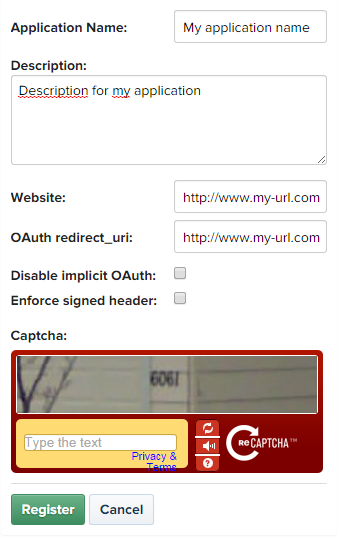 Application Name: My application name
Description:
Description for my application
Website: http://www.my-url.com
OAuth redirect_uri: http://www.my-url.com
Disable implicit OAuth:
Enforce signed header:
Captcha:
Type the text
Privacy & Terms
reCAPTCHA™
Register Cancel